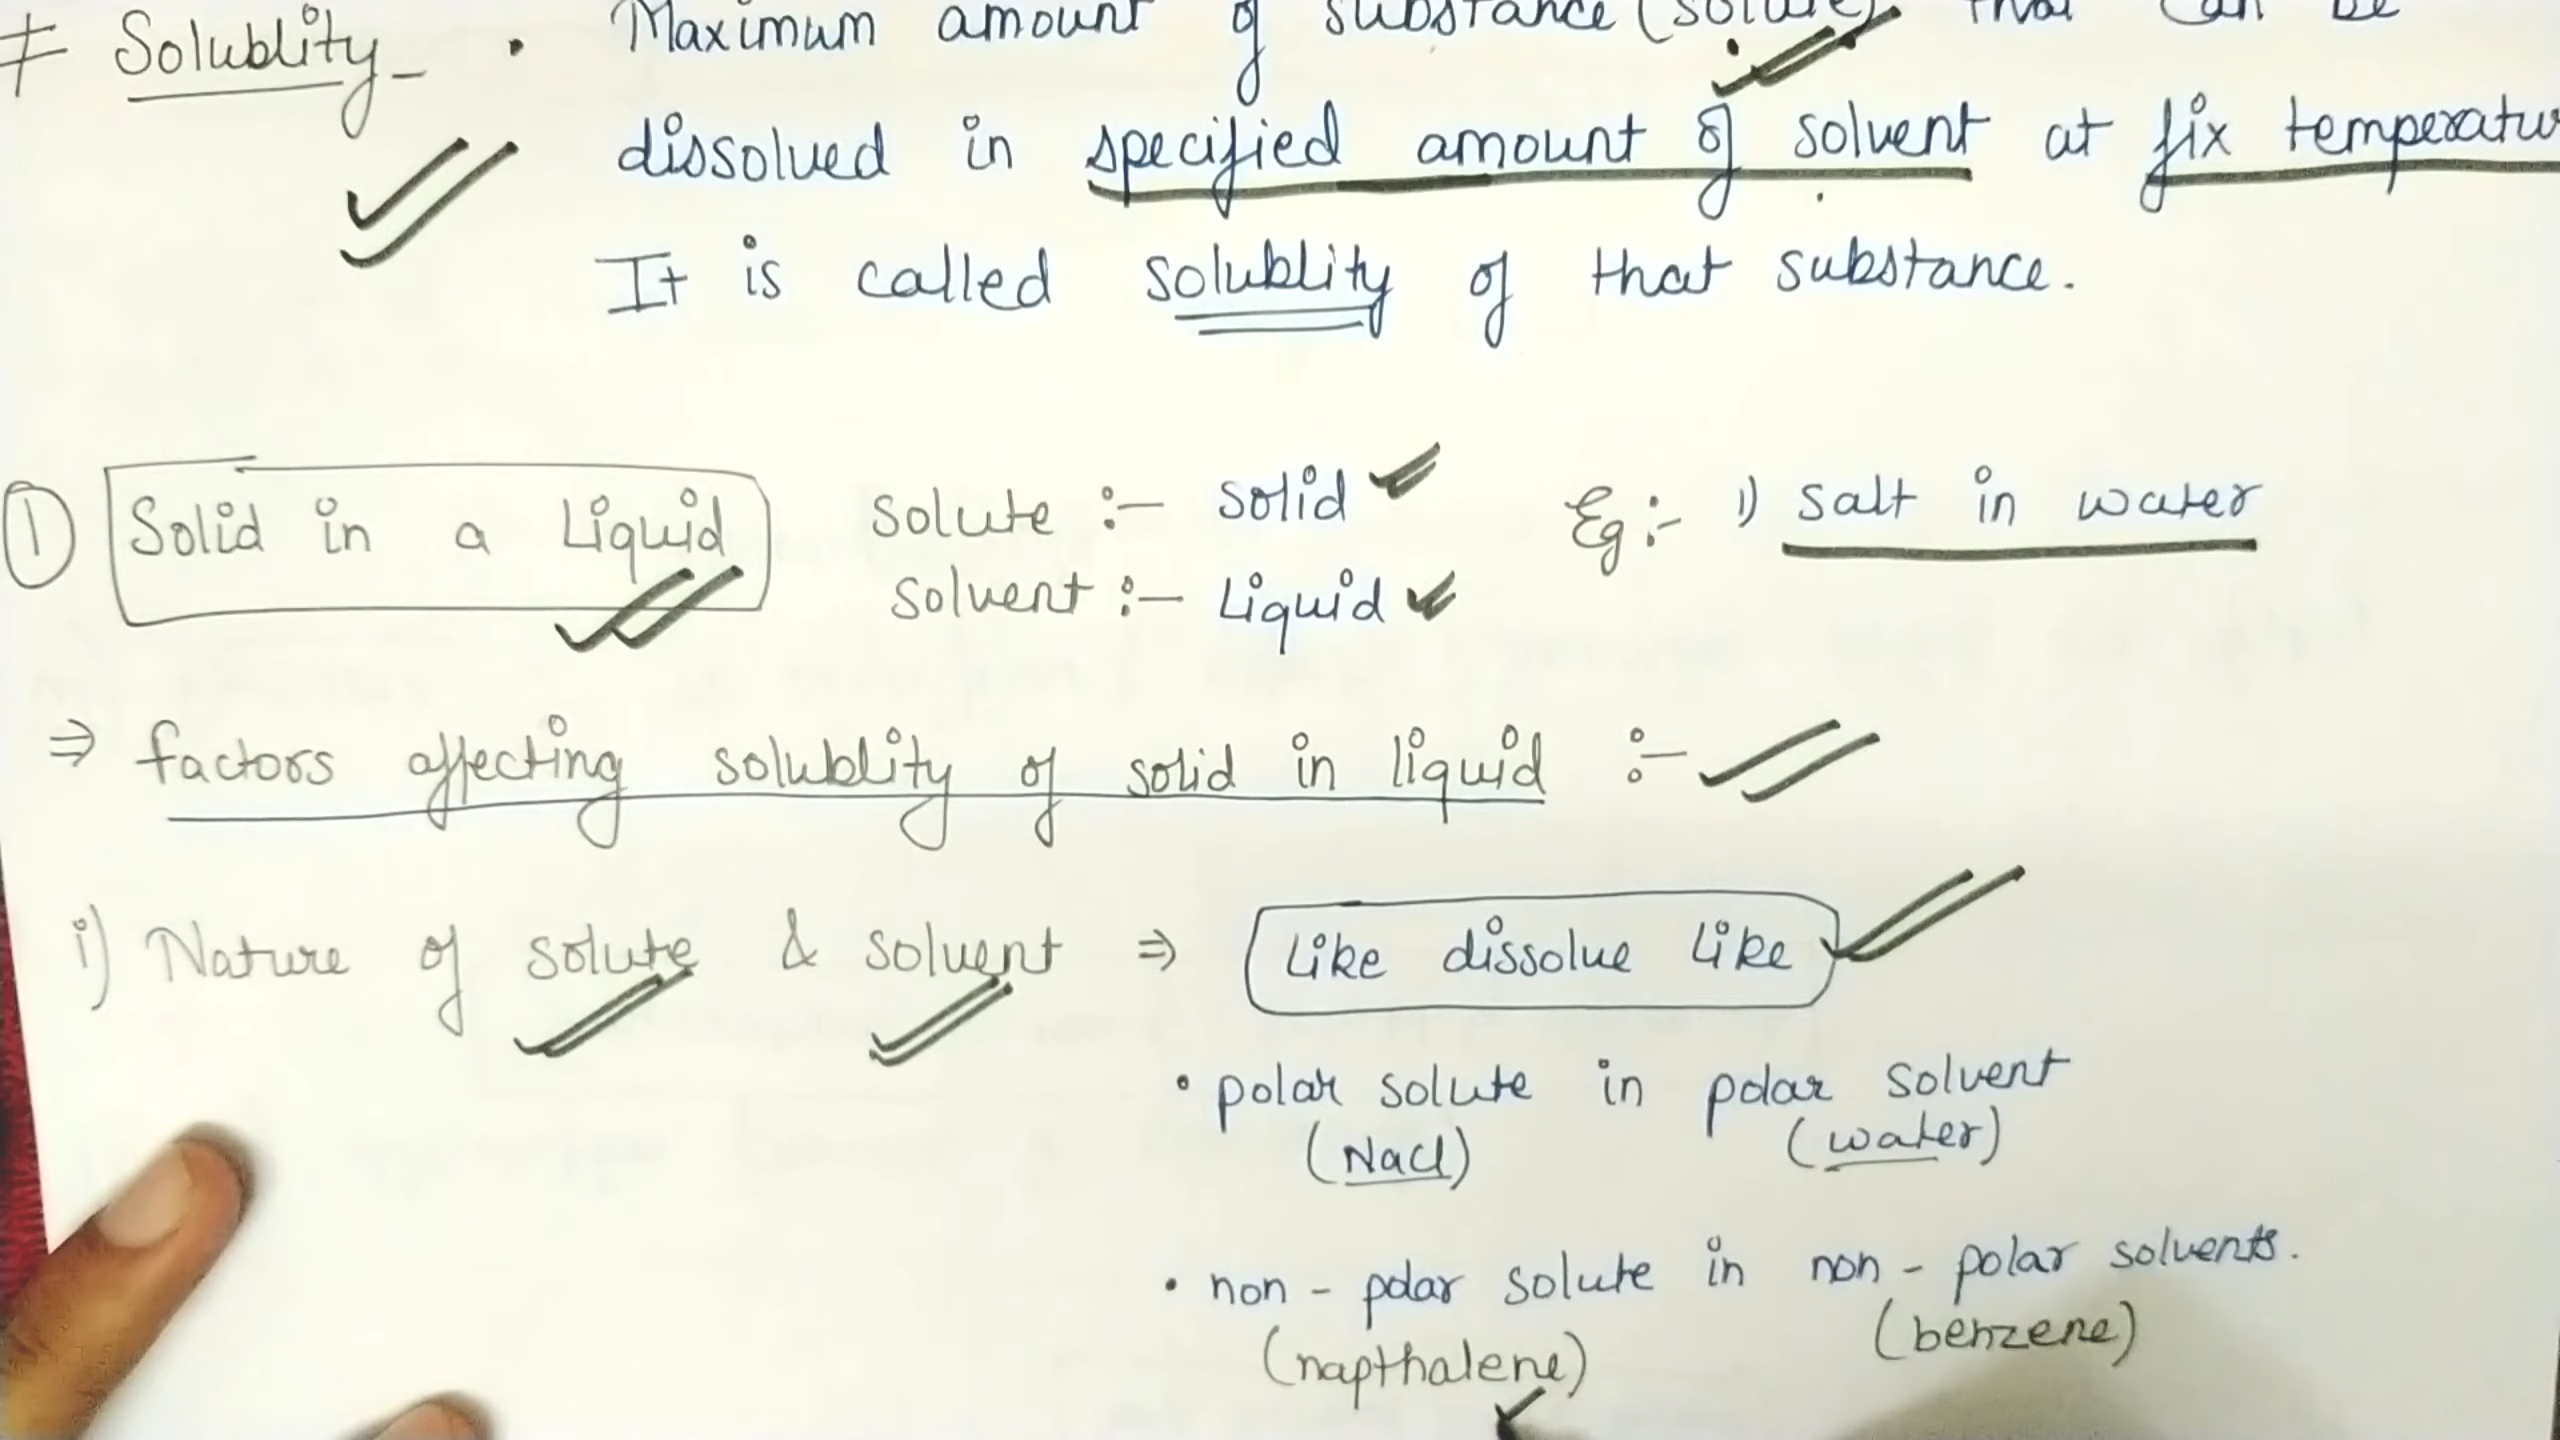 ≠ Solublity - • Maximum amount of substance (solute) that can be
dissolved in specified amount of solvent at fix temperatu
It is called solublity of that substance.
① Solid in a Liquid solute :- solid Eg :- 1) salt in water
solvent :- Liquid
⇒ factors affecting solublity of solid in liquid :-
i) Nature of solute & solvent ⇒ Like dissolve Like
• polar solute in polar solvent
(NaCl) (water)
• non - polar solute in non - polar solvents.
(napthalene) (benzene)